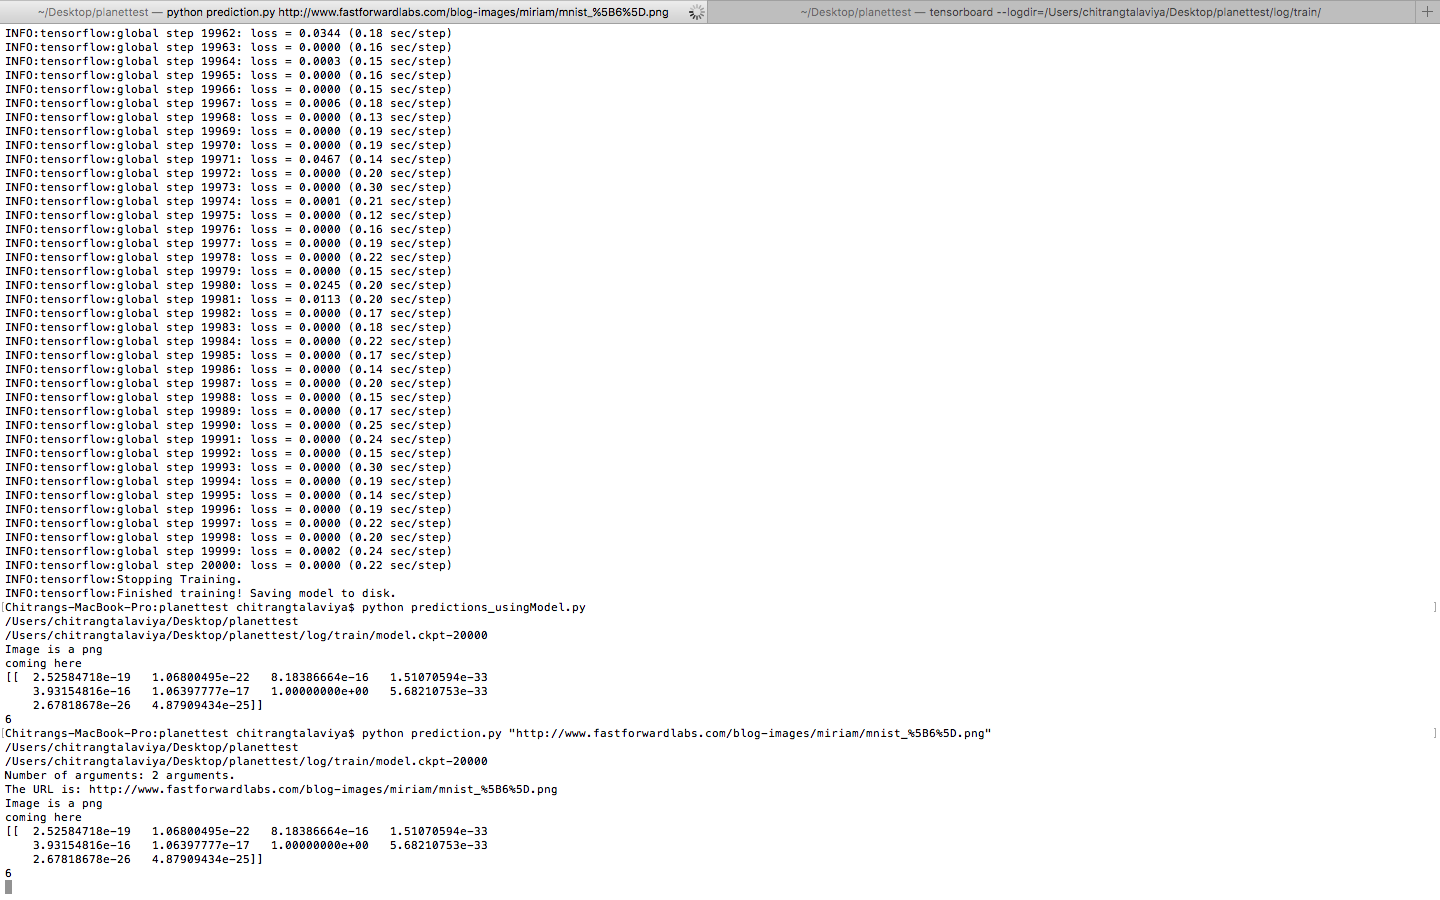 ~/Desktop/planettest — python prediction.py http://www.fastforwardlabs.com/blog-images/miriam/mnist_%5B6%5D.png
~/Desktop/planettest — tensorboard --logdir=/Users/chitrangtalaviya/Desktop/planettest/log/train/
+
INFO:tensorflow:global step 19962: loss = 0.0344 (0.18 sec/step)
INFO:tensorflow:global step 19963: loss = 0.0000 (0.16 sec/step)
INFO:tensorflow:global step 19964: loss = 0.0003 (0.15 sec/step)
INFO:tensorflow:global step 19965: loss = 0.0000 (0.16 sec/step)
INFO:tensorflow:global step 19966: loss = 0.0000 (0.15 sec/step)
INFO:tensorflow:global step 19967: loss = 0.0006 (0.18 sec/step)
INFO:tensorflow:global step 19968: loss = 0.0000 (0.13 sec/step)
INFO:tensorflow:global step 19969: loss = 0.0000 (0.19 sec/step)
INFO:tensorflow:global step 19970: loss = 0.0000 (0.19 sec/step)
INFO:tensorflow:global step 19971: loss = 0.0467 (0.14 sec/step)
INFO:tensorflow:global step 19972: loss = 0.0000 (0.20 sec/step)
INFO:tensorflow:global step 19973: loss = 0.0000 (0.30 sec/step)
INFO:tensorflow:global step 19974: loss = 0.0001 (0.21 sec/step)
INFO:tensorflow:global step 19975: loss = 0.0000 (0.12 sec/step)
INFO:tensorflow:global step 19976: loss = 0.0000 (0.16 sec/step)
INFO:tensorflow:global step 19977: loss = 0.0000 (0.19 sec/step)
INFO:tensorflow:global step 19978: loss = 0.0000 (0.22 sec/step)
INFO:tensorflow:global step 19979: loss = 0.0000 (0.15 sec/step)
INFO:tensorflow:global step 19980: loss = 0.0245 (0.20 sec/step)
INFO:tensorflow:global step 19981: loss = 0.0113 (0.20 sec/step)
INFO:tensorflow:global step 19982: loss = 0.0000 (0.17 sec/step)
INFO:tensorflow:global step 19983: loss = 0.0000 (0.18 sec/step)
INFO:tensorflow:global step 19984: loss = 0.0000 (0.22 sec/step)
INFO:tensorflow:global step 19985: loss = 0.0000 (0.17 sec/step)
INFO:tensorflow:global step 19986: loss = 0.0000 (0.14 sec/step)
INFO:tensorflow:global step 19987: loss = 0.0000 (0.20 sec/step)
INFO:tensorflow:global step 19988: loss = 0.0000 (0.15 sec/step)
INFO:tensorflow:global step 19989: loss = 0.0000 (0.17 sec/step)
INFO:tensorflow:global step 19990: loss = 0.0000 (0.25 sec/step)
INFO:tensorflow:global step 19991: loss = 0.0000 (0.24 sec/step)
INFO:tensorflow:global step 19992: loss = 0.0000 (0.15 sec/step)
INFO:tensorflow:global step 19993: loss = 0.0000 (0.30 sec/step)
INFO:tensorflow:global step 19994: loss = 0.0000 (0.19 sec/step)
INFO:tensorflow:global step 19995: loss = 0.0000 (0.14 sec/step)
INFO:tensorflow:global step 19996: loss = 0.0000 (0.19 sec/step)
INFO:tensorflow:global step 19997: loss = 0.0000 (0.22 sec/step)
INFO:tensorflow:global step 19998: loss = 0.0000 (0.20 sec/step)
INFO:tensorflow:global step 19999: loss = 0.0002 (0.24 sec/step)
INFO:tensorflow:global step 20000: loss = 0.0000 (0.22 sec/step)
INFO:tensorflow:Stopping Training.
INFO:tensorflow:Finished training! Saving model to disk.
[Chitrangs-MacBook-Pro:planettest chitrangtalaviya$ python predictions_usingModel.py ]
/Users/chitrangtalaviya/Desktop/planettest
/Users/chitrangtalaviya/Desktop/planettest/log/train/model.ckpt-20000
Image is a png
coming here
[[ 2.52584718e-19 1.06800495e-22 8.18386664e-16 1.51070594e-33
3.93154816e-16 1.06397777e-17 1.00000000e+00 5.68210753e-33
2.67818678e-26 4.87909434e-25]]
6
[Chitrangs-MacBook-Pro:planettest chitrangtalaviya$ python prediction.py "http://www.fastforwardlabs.com/blog-images/miriam/mnist_%5B6%5D.png" ]
/Users/chitrangtalaviya/Desktop/planettest
/Users/chitrangtalaviya/Desktop/planettest/log/train/model.ckpt-20000
Number of arguments: 2 arguments.
The URL is: http://www.fastforwardlabs.com/blog-images/miriam/mnist_%5B6%5D.png
Image is a png
coming here
[[ 2.52584718e-19 1.06800495e-22 8.18386664e-16 1.51070594e-33
3.93154816e-16 1.06397777e-17 1.00000000e+00 5.68210753e-33
2.67818678e-26 4.87909434e-25]]
6